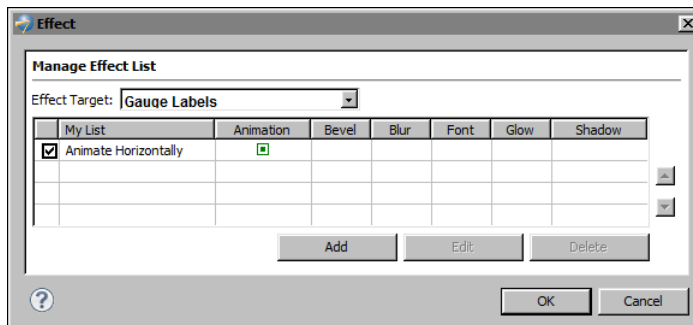 Effect
Manage Effect List
Effect Target: Gauge Labels
My List Animation Bevel Blur Font Glow Shadow
Animate Horizontally
Add Edit Delete
? OK Cancel